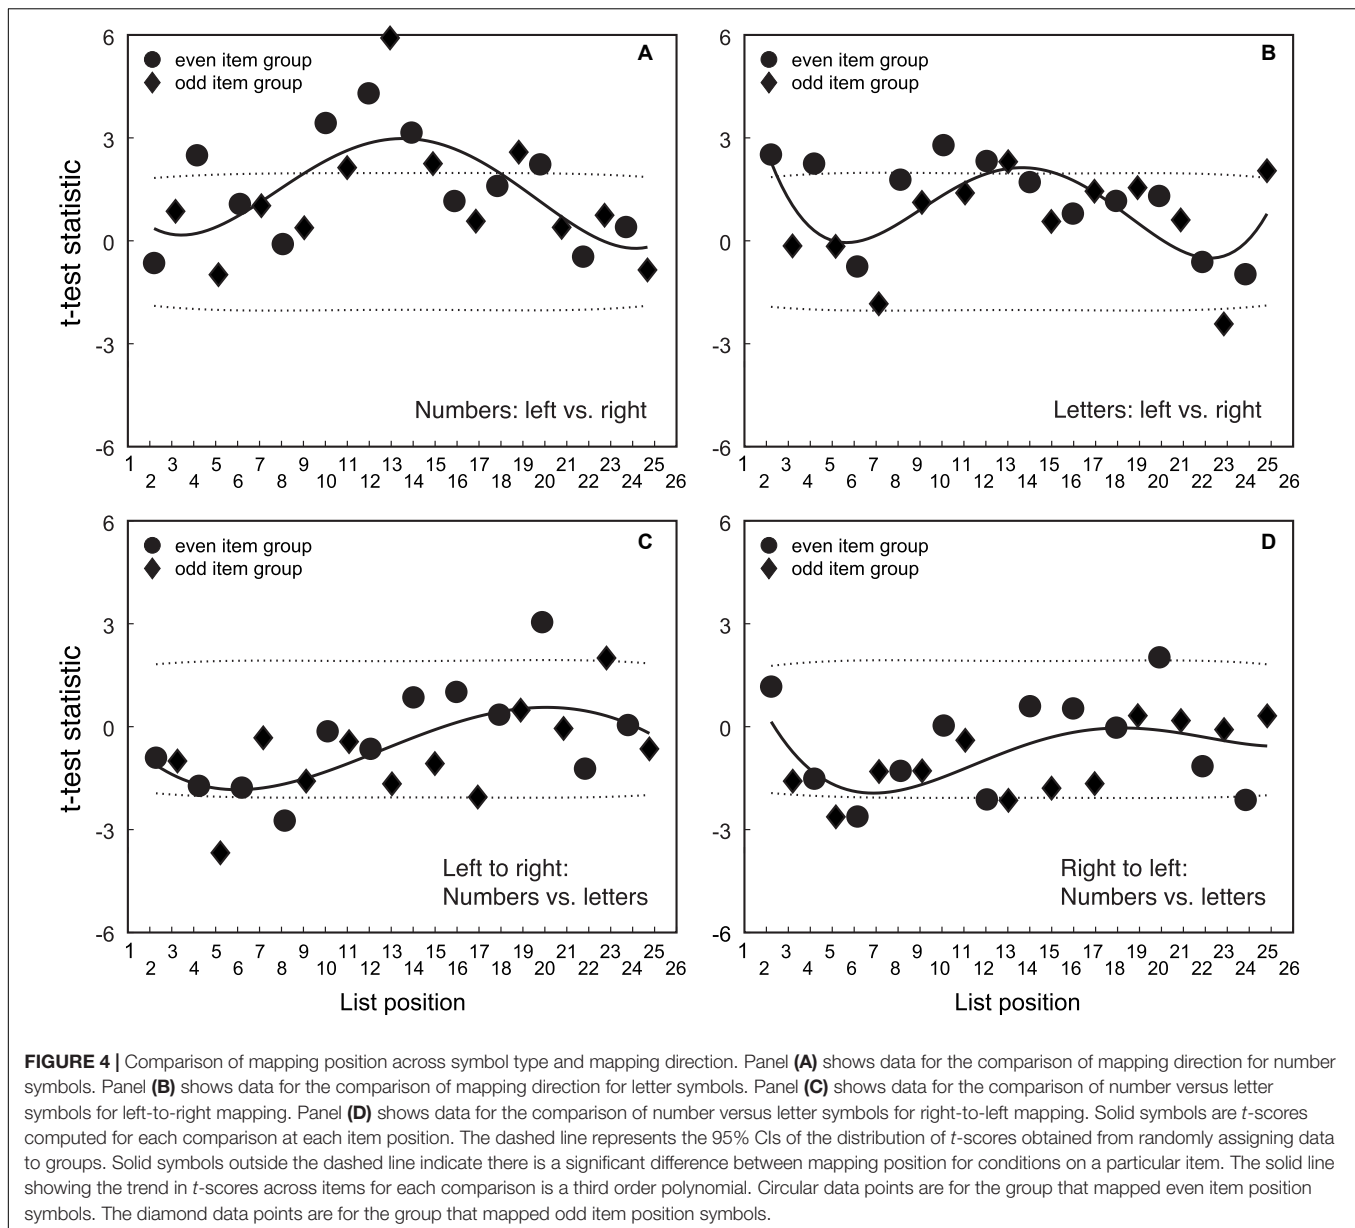 6
3
0
-3
-6
t-test statistic
even item group
odd item group
A
Numbers: left vs. right
1 3 5 7 9 11 13 15 17 19 21 23 25
2 4 6 8 10 12 14 16 18 20 22 24 26
6
3
0
-3
-6
even item group
odd item group
B
Letters: left vs. right
1 3 5 7 9 11 13 15 17 19 21 23 25
2 4 6 8 10 12 14 16 18 20 22 24 26
6
3
0
-3
-6
t-test statistic
even item group
odd item group
C
Left to right:
Numbers vs. letters
1 3 5 7 9 11 13 15 17 19 21 23 25
2 4 6 8 10 12 14 16 18 20 22 24 26
List position
6
3
0
-3
-6
even item group
odd item group
D
Right to left:
Numbers vs. letters
1 3 5 7 9 11 13 15 17 19 21 23 25
2 4 6 8 10 12 14 16 18 20 22 24 26
List position
FIGURE 4 | Comparison of mapping position across symbol type and mapping direction. Panel (A) shows data for the comparison of mapping direction for number
symbols. Panel (B) shows data for the comparison of mapping direction for letter symbols. Panel (C) shows data for the comparison of number versus letter
symbols for left-to-right mapping. Panel (D) shows data for the comparison of number versus letter symbols for right-to-left mapping. Solid symbols are t-scores
computed for each comparison at each item position. The dashed line represents the 95% CIs of the distribution of t-scores obtained from randomly assigning data
to groups. Solid symbols outside the dashed line indicate there is a significant difference between mapping position for conditions on a particular item. The solid line
showing the trend in t-scores across items for each comparison is a third order polynomial. Circular data points are for the group that mapped even item position
symbols. The diamond data points are for the group that mapped odd item position symbols.